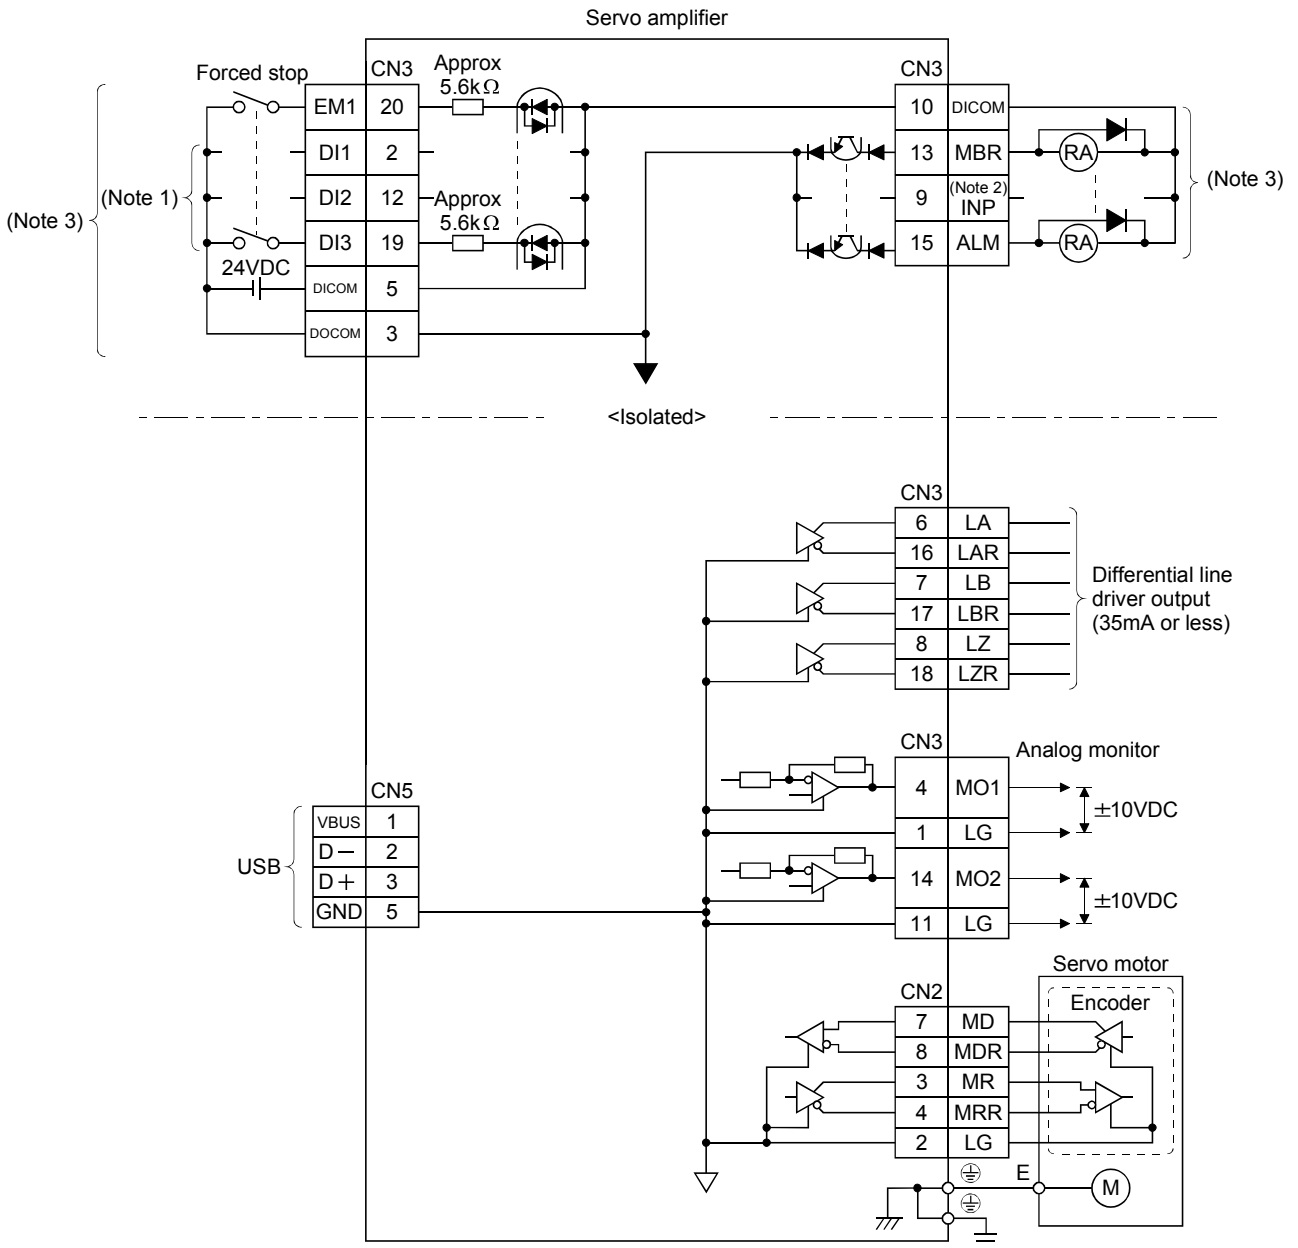 Servo amplifier
Forced stop
CN3
Approx
5.6kΩ
EM1 20
DI1 2
DI2 12
Approx
5.6kΩ
DI3 19
24VDC
DICOM 5
DOCOM 3
(Note 1)
(Note 3)
CN3
10 DICOM
13 MBR
RA
9 (Note 2)
INP
15 ALM
RA
(Note 3)
<Isolated>
CN3
6 LA
16 LAR
7 LB
17 LBR
8 LZ
18 LZR
Differential line
driver output
(35mA or less)
CN3
Analog monitor
4 MO1
±10VDC
1 LG
14 MO2
±10VDC
11 LG
CN5
VBUS 1
D− 2
D+ 3
GND 5
USB
Servo motor
CN2
Encoder
7 MD
8 MDR
3 MR
4 MRR
2 LG
E
M